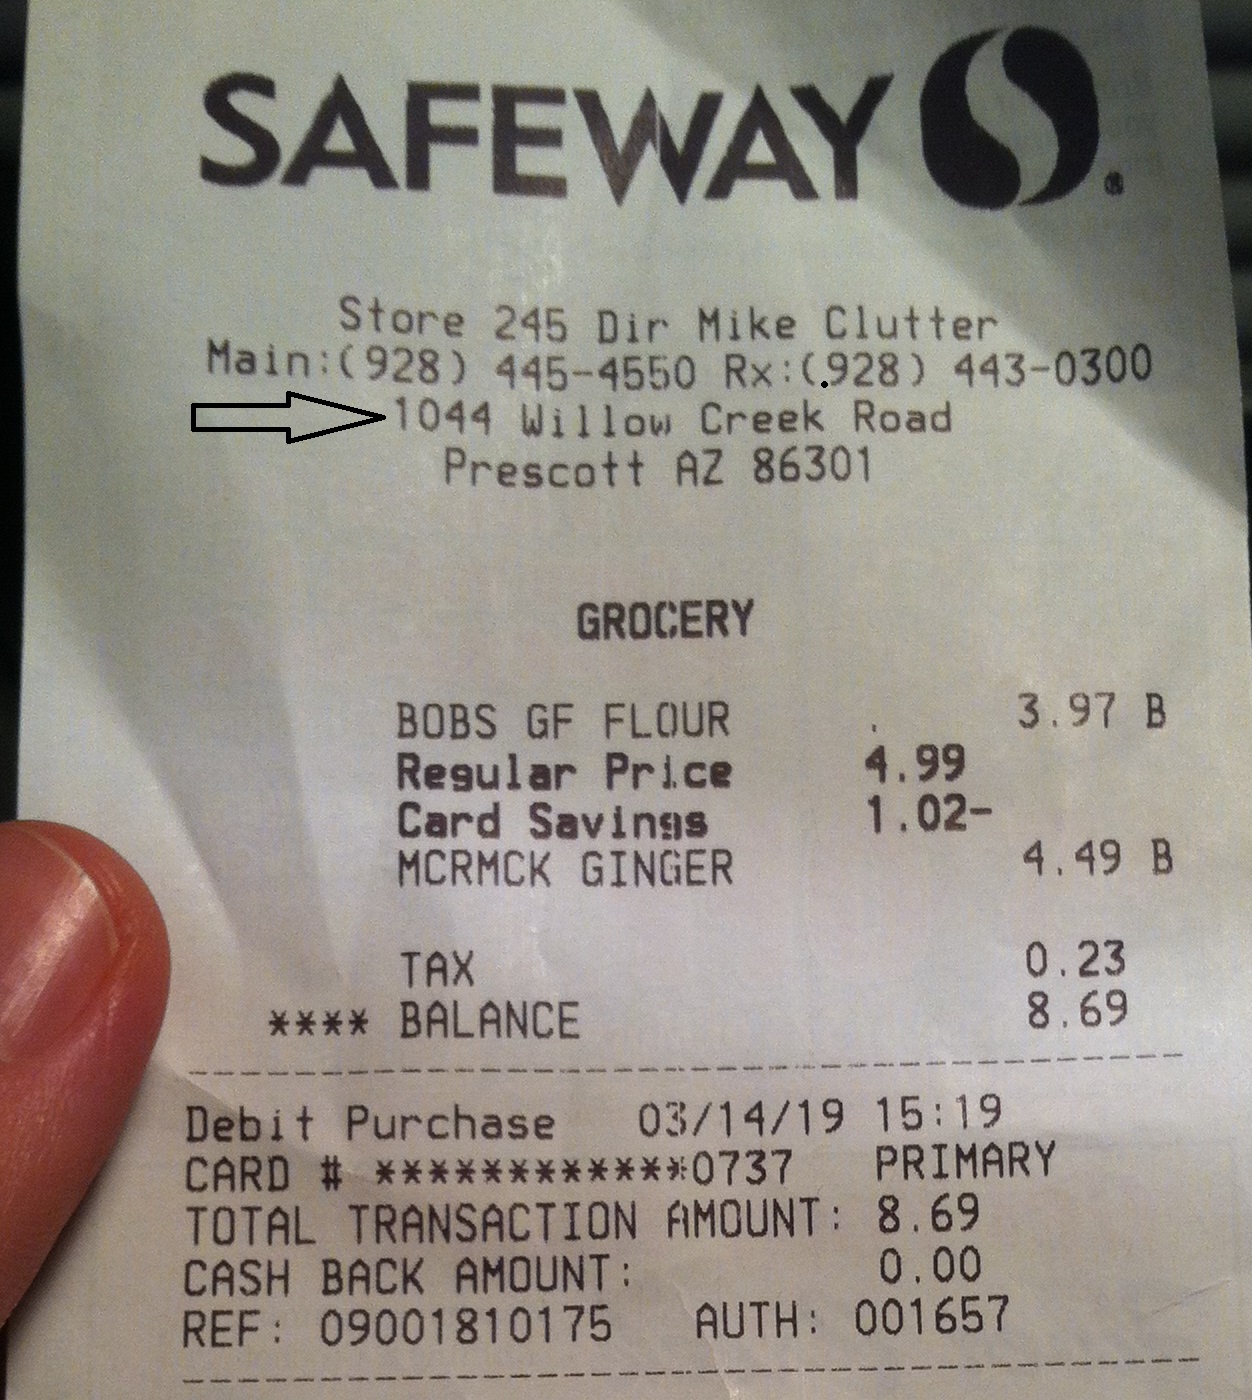 SAFEWAY ®
Store 245 Dir Mike Clutter
Main:(928) 445-4550 Rx:(.928) 443-0300
1044 Willow Creek Road
Prescott AZ 86301
GROCERY
BOBS GF FLOUR 3.97 B
Regular Price 4.99
Card Savings 1.02-
MCRMCK GINGER 4.49 B
TAX 0.23
**** BALANCE 8.69
Debit Purchase 03/14/19 15:19
CARD # ************0737 PRIMARY
TOTAL TRANSACTION AMOUNT: 8.69
CASH BACK AMOUNT: 0.00
REF: 09001810175 AUTH: 001657